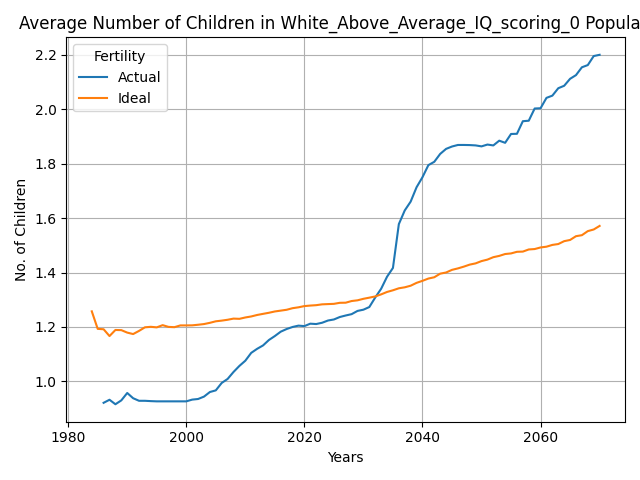 Average Number of Children in White_Above_Average_IQ_scoring_0 Popula
Fertility
Actual
Ideal
No. of Children
2.2
2.0
1.8
1.6
1.4
1.2
1.0
1980 2000 2020 2040 2060
Years